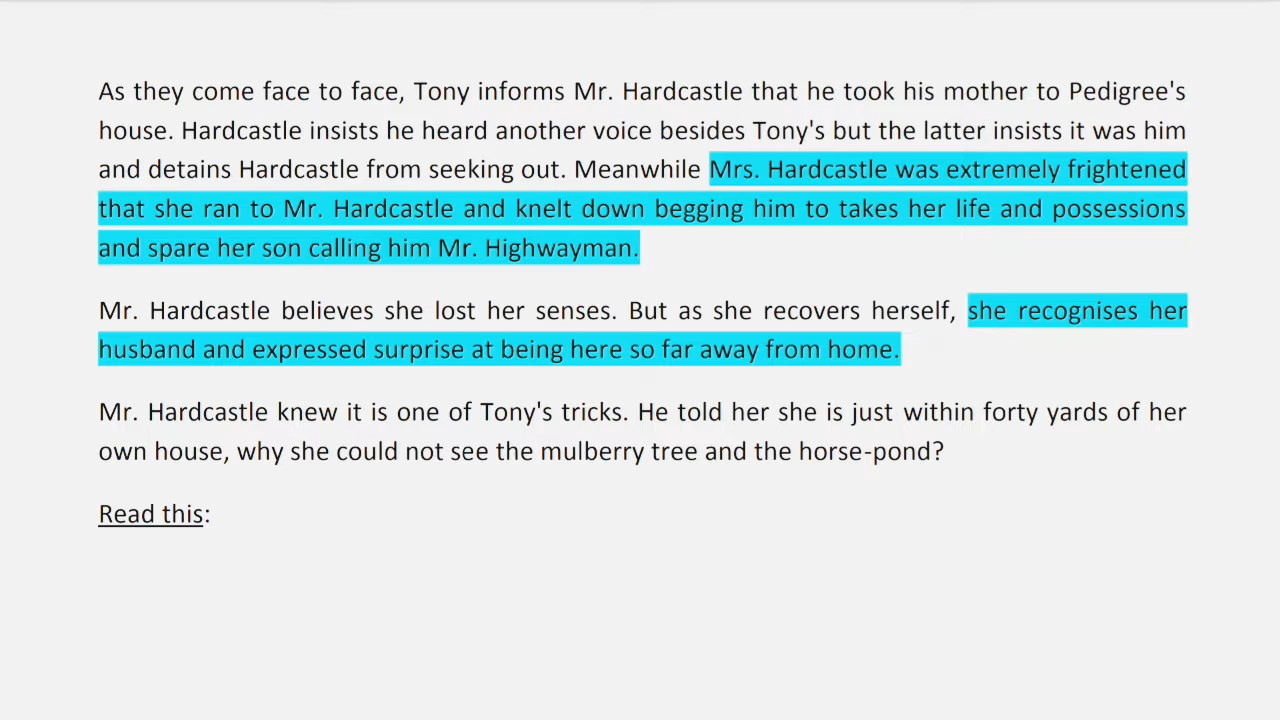 As they come face to face, Tony informs Mr. Hardcastle that he took his mother to Pedigree's
house. Hardcastle insists he heard another voice besides Tony's but the latter insists it was him
and detains Hardcastle from seeking out. Meanwhile Mrs. Hardcastle was extremely frightened
that she ran to Mr. Hardcastle and knelt down begging him to takes her life and possessions
and spare her son calling him Mr. Highwayman.
Mr. Hardcastle believes she lost her senses. But as she recovers herself, she recognises her
husband and expressed surprise at being here so far away from home.
Mr. Hardcastle knew it is one of Tony's tricks. He told her she is just within forty yards of her
own house, why she could not see the mulberry tree and the horse-pond?
Read this: